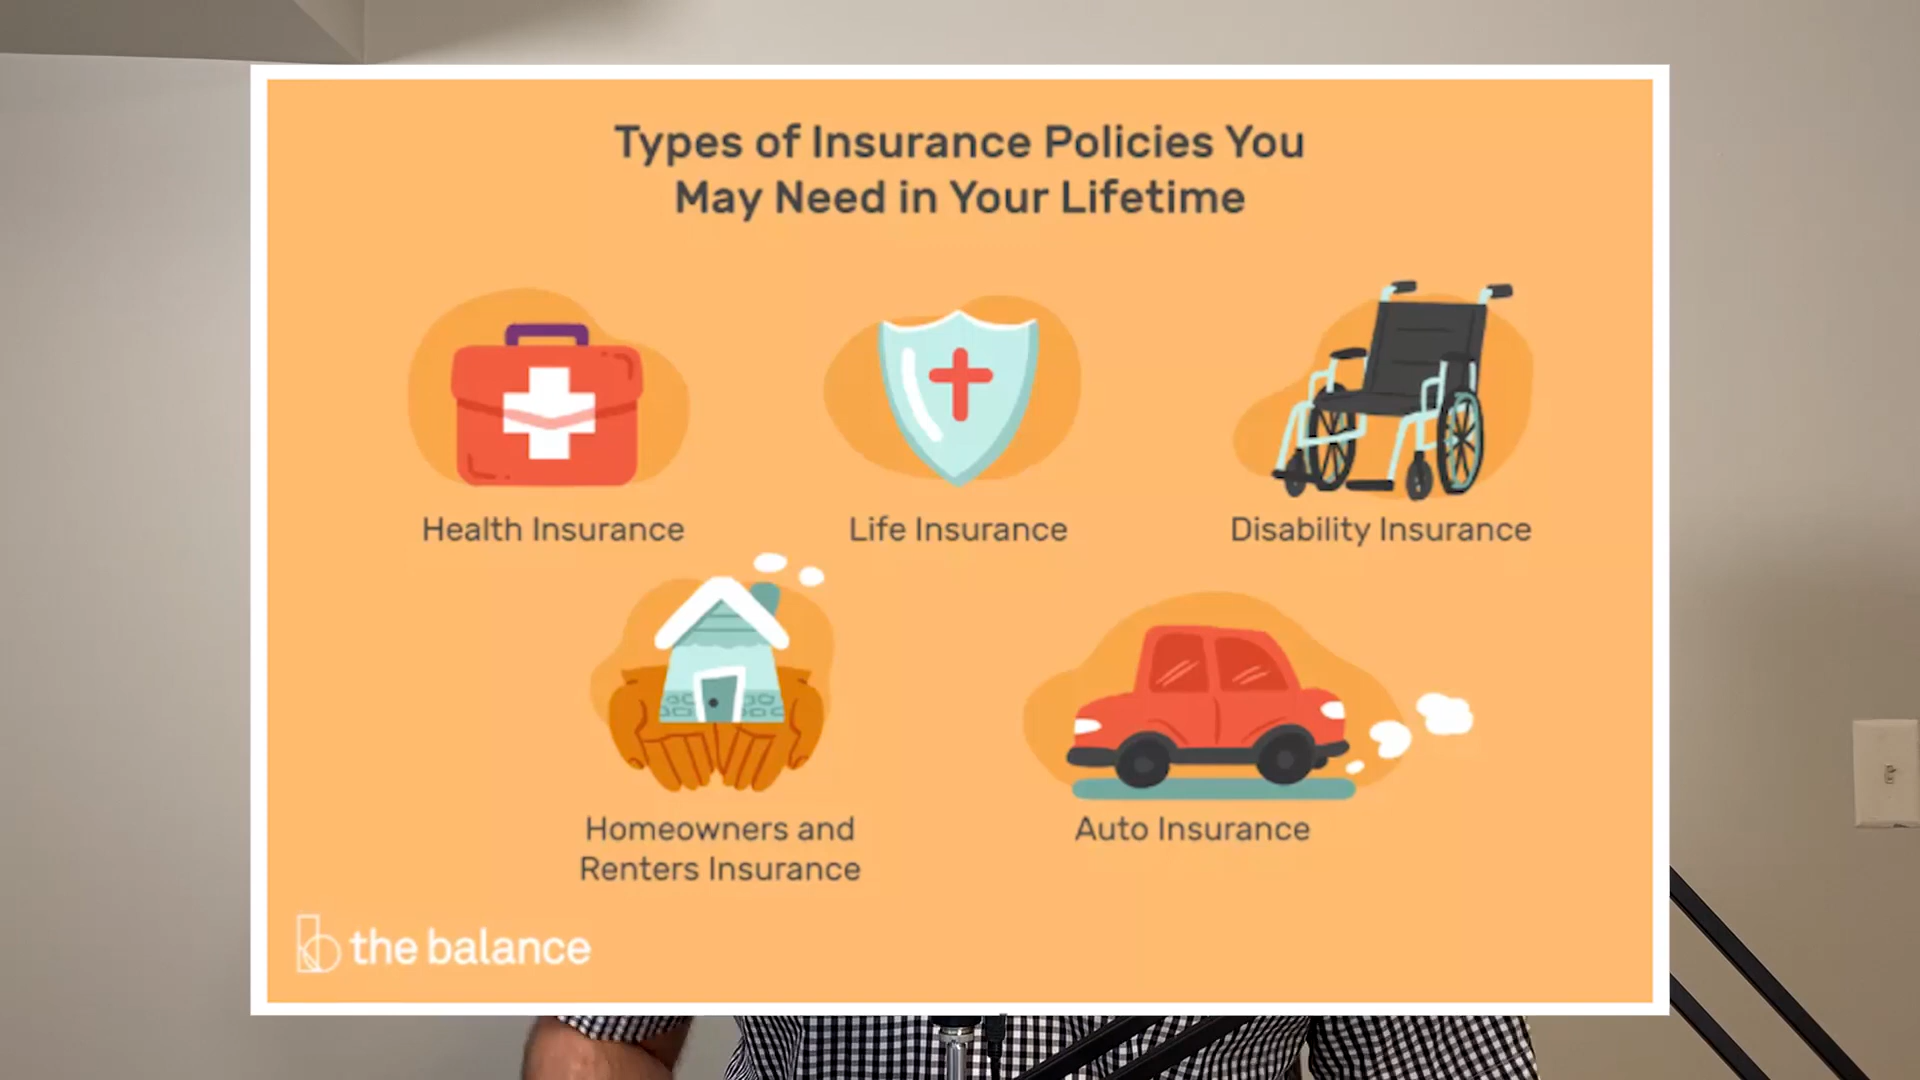 Types of Insurance Policies You
May Need in Your Lifetime
Health Insurance
Life Insurance
Disability Insurance
Homeowners and
Renters Insurance
Auto Insurance
the balance